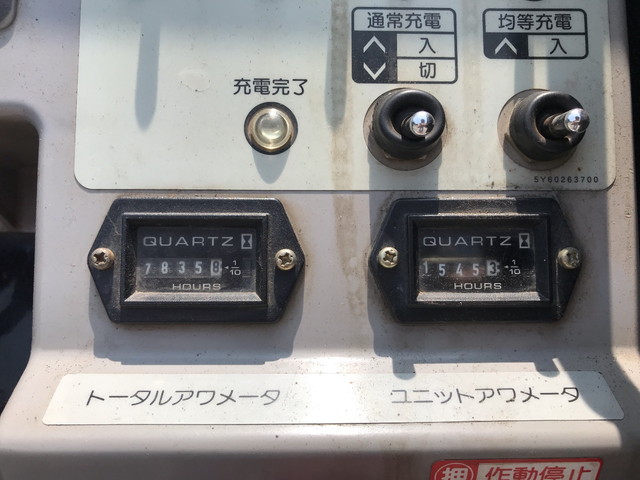 通常充電
入
切
均等充電
入
充電完了
5Y60263700
QUARTZ
78358 1/10
HOURS
QUARTZ
15453 1/10
HOURS
トータルアワメータ
ユニットアワメータ
押 作動停止